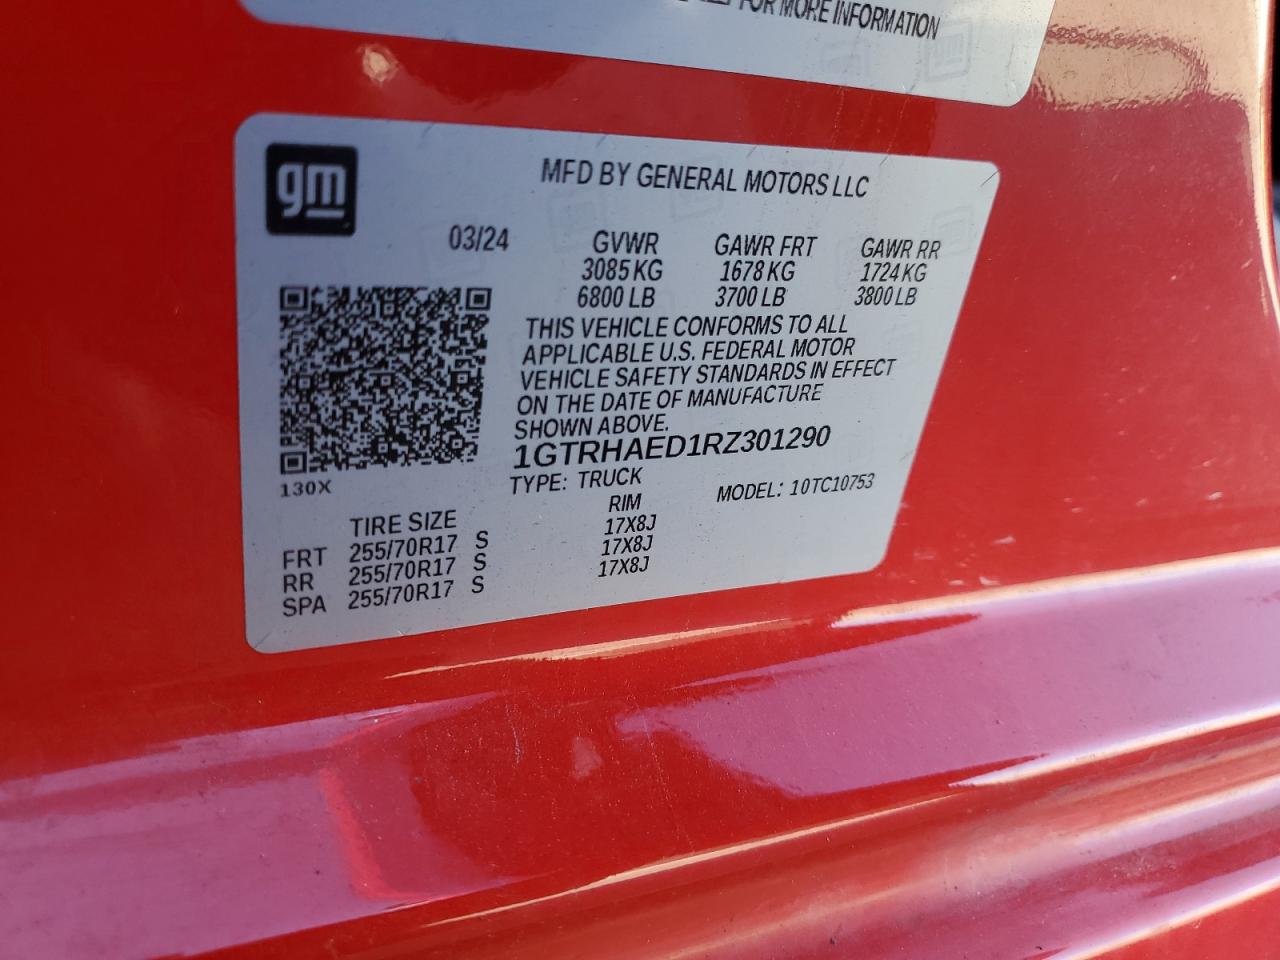 FOR MORE INFORMATION
gm
gm
MFD BY GENERAL MOTORS LLC
03/24 GVWR GAWR FRT GAWR RR
3085 KG 1678 KG 1724 KG
6800 LB 3700 LB 3800 LB
THIS VEHICLE CONFORMS TO ALL
APPLICABLE U.S. FEDERAL MOTOR
VEHICLE SAFETY STANDARDS IN EFFECT
ON THE DATE OF MANUFACTURE
SHOWN ABOVE.
1GTRHAED1RZ301290
TYPE: TRUCK MODEL: 10TC10753
130X
TIRE SIZE RIM
FRT 255/70R17 S 17X8J
RR 255/70R17 S 17X8J
SPA 255/70R17 S 17X8J